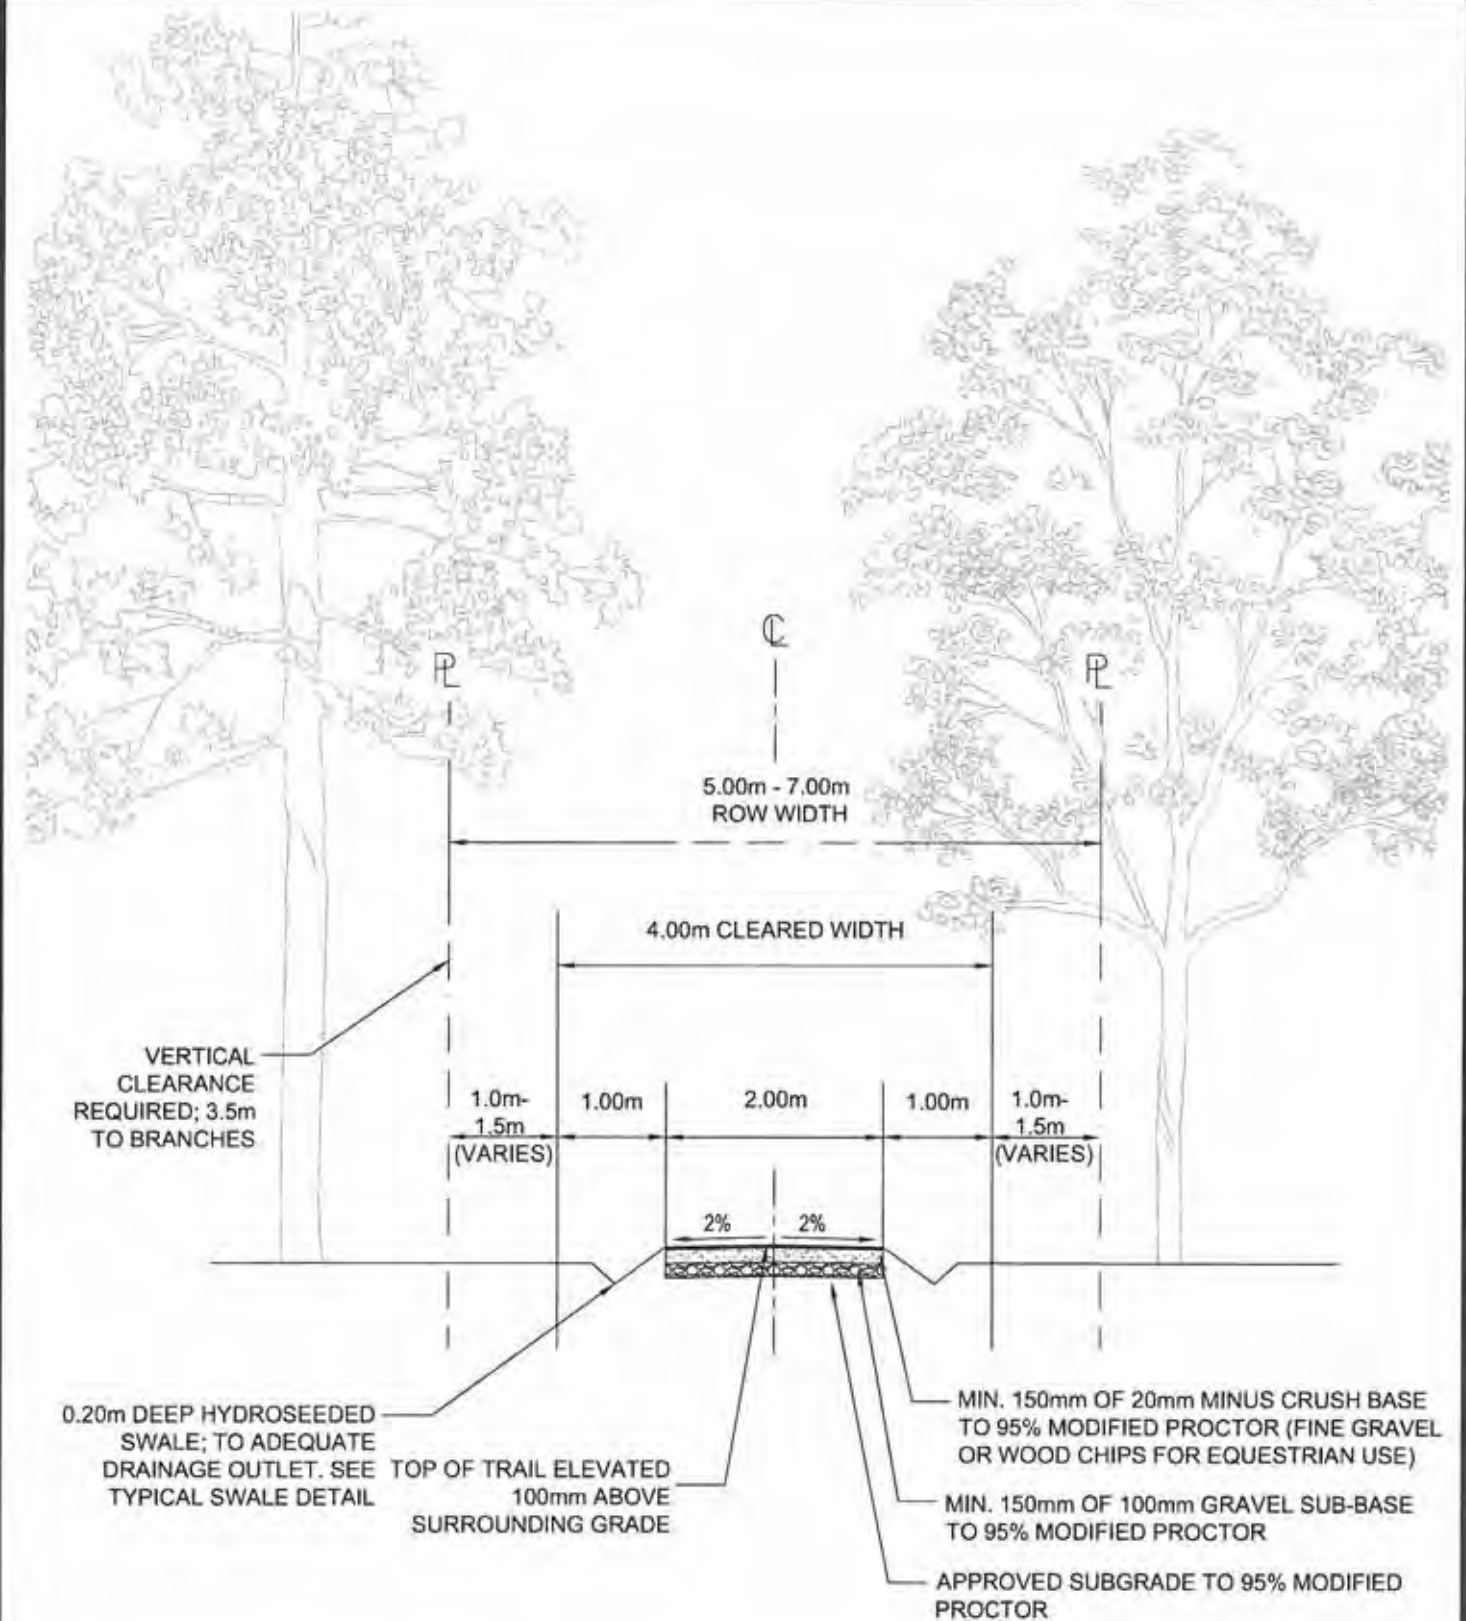 ℄
PL
PL
5.00m - 7.00m
ROW WIDTH
4.00m CLEARED WIDTH
VERTICAL
CLEARANCE
REQUIRED; 3.5m
TO BRANCHES
1.0m-
1.5m
(VARIES)
1.00m
2.00m
1.00m
1.0m-
1.5m
(VARIES)
2%
2%
0.20m DEEP HYDROSEEDED
SWALE; TO ADEQUATE
DRAINAGE OUTLET. SEE
TYPICAL SWALE DETAIL
TOP OF TRAIL ELEVATED
100mm ABOVE
SURROUNDING GRADE
MIN. 150mm OF 20mm MINUS CRUSH BASE
TO 95% MODIFIED PROCTOR (FINE GRAVEL
OR WOOD CHIPS FOR EQUESTRIAN USE)
MIN. 150mm OF 100mm GRAVEL SUB-BASE
TO 95% MODIFIED PROCTOR
APPROVED SUBGRADE TO 95% MODIFIED
PROCTOR